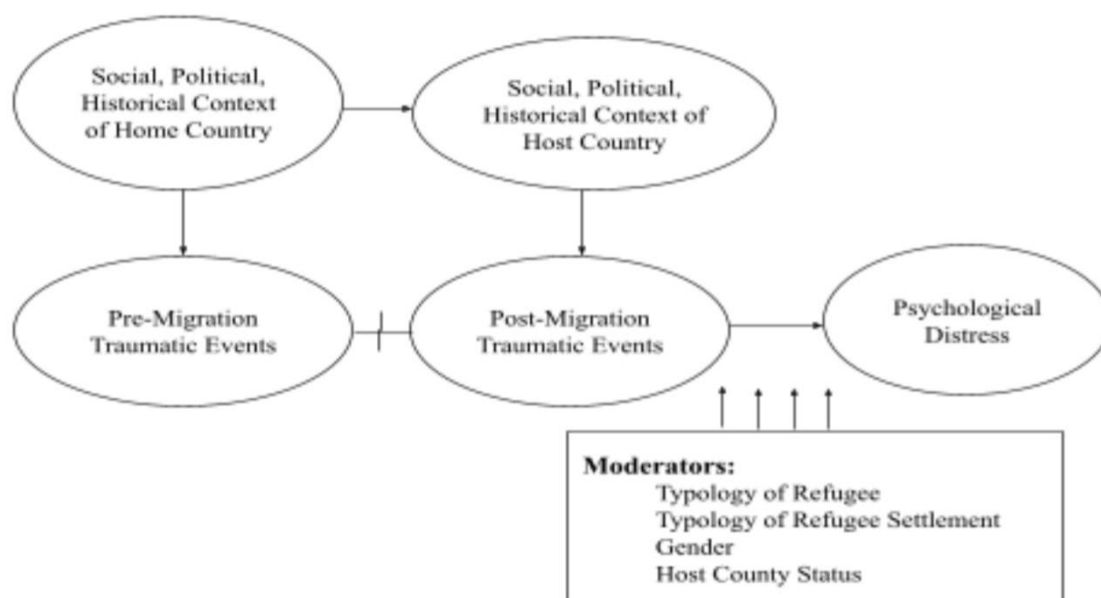 Social, Political,
Historical Context
of Home Country
Social, Political,
Historical Context of
Host Country
Pre-Migration
Traumatic Events
Post-Migration
Traumatic Events
Psychological
Distress
Moderators:
Typology of Refugee
Typology of Refugee Settlement
Gender
Host County Status